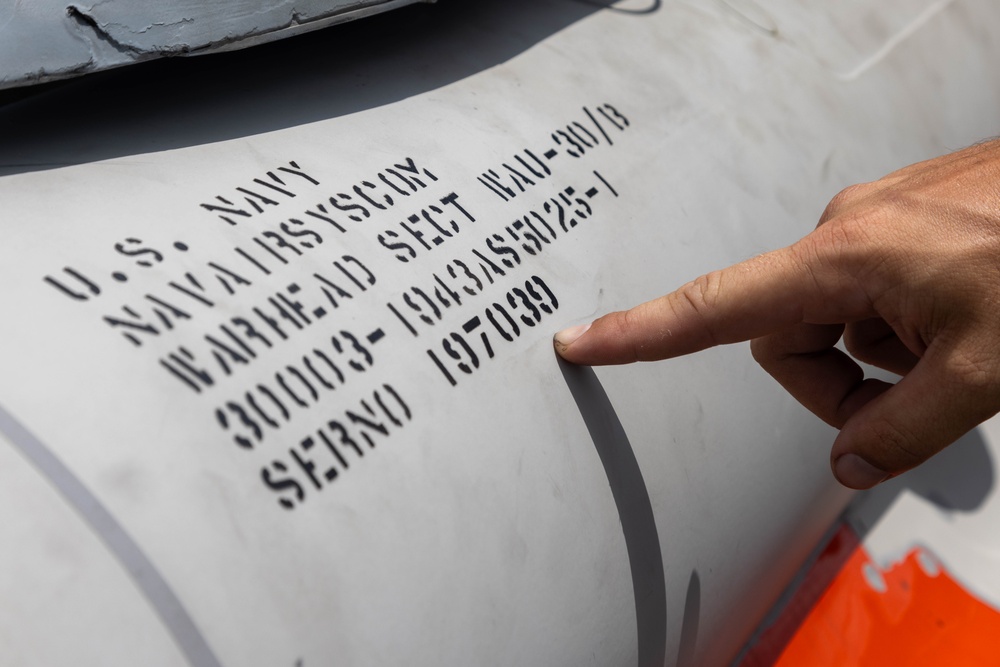 U.S. NAVY
NAVAIRSYSCOM
WARHEAD SECT WAU-30/B
30003-1943AS5025-1
SERNO 197039